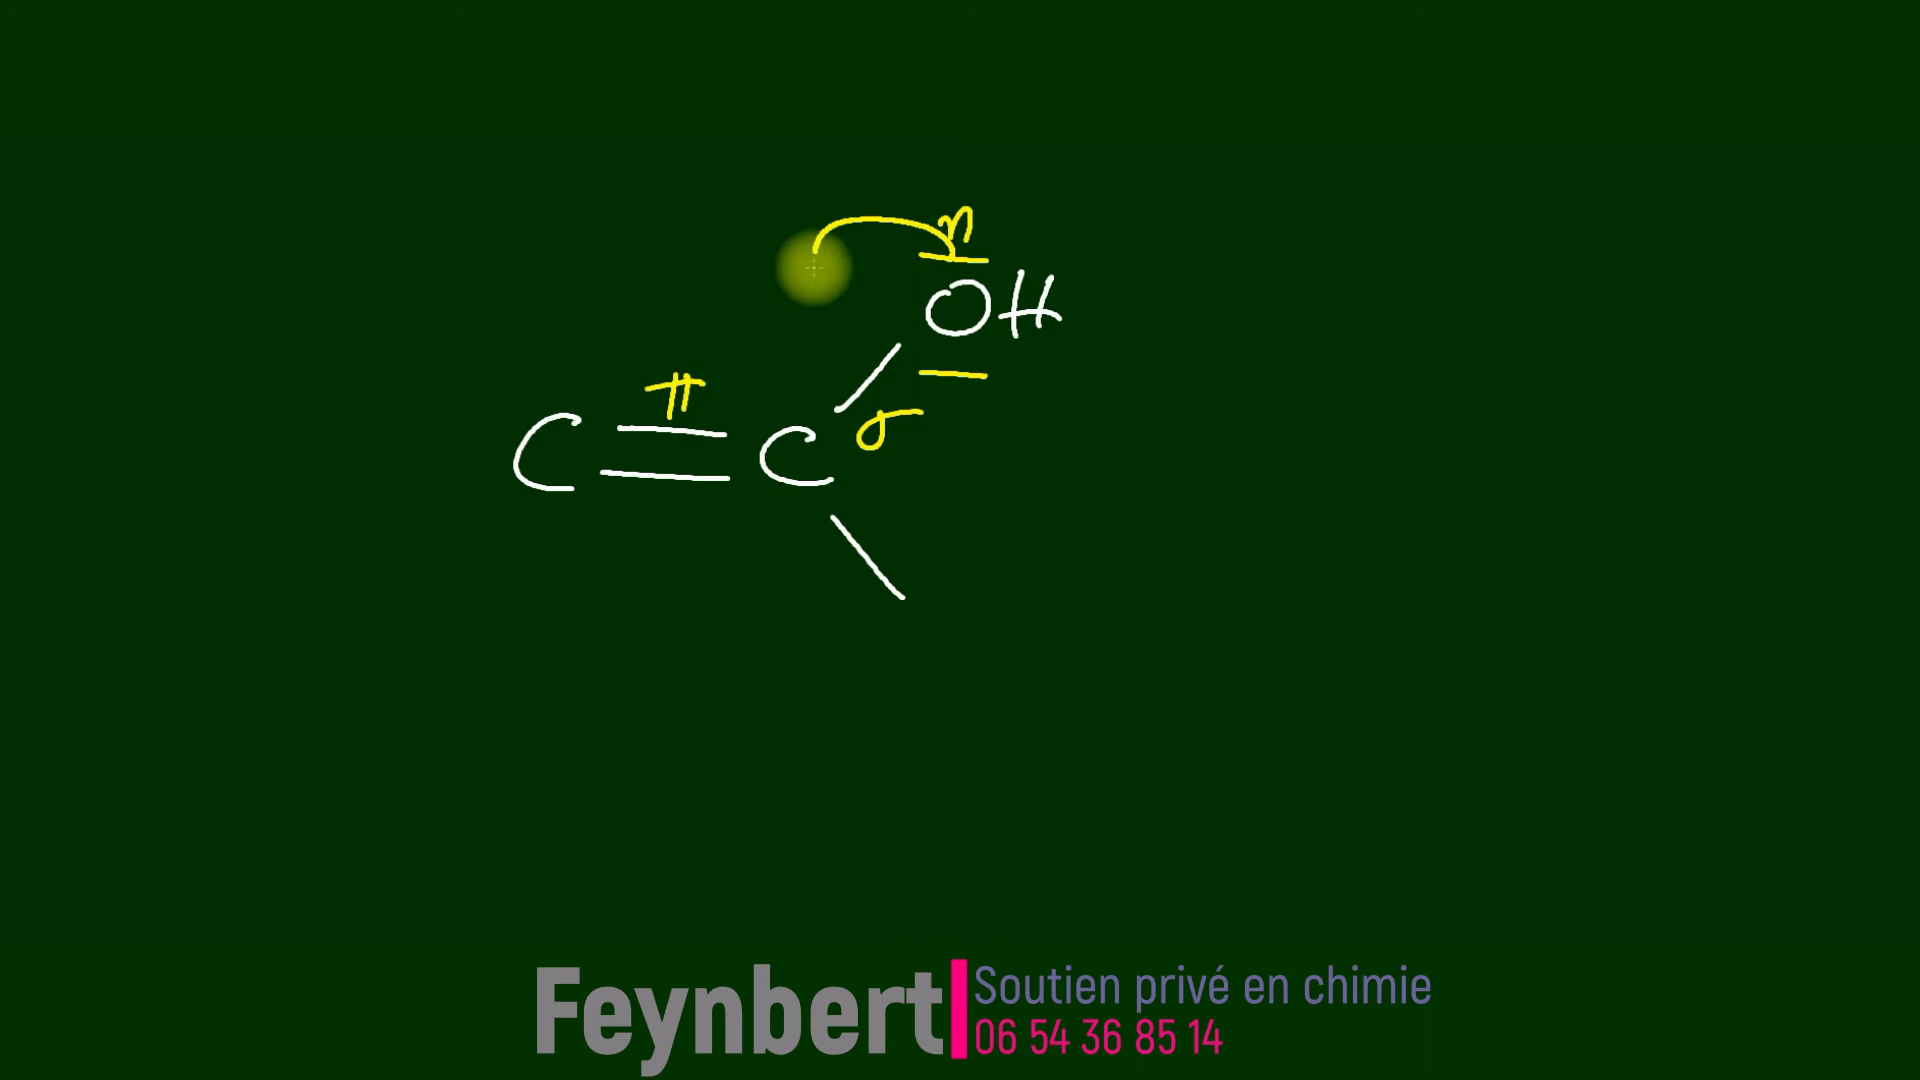 n
OH
π
C = C
σ
Feynbert
Soutien privé en chimie
06 54 36 85 14